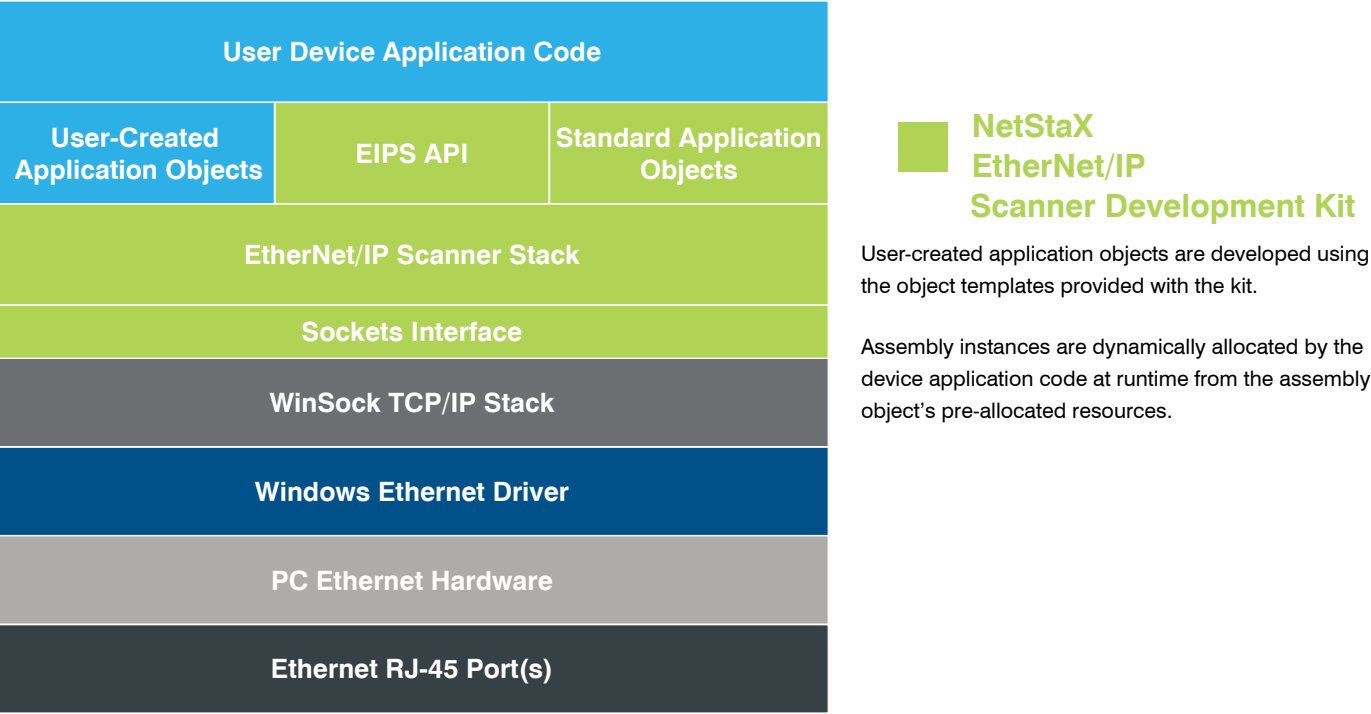 User Device Application Code
User-Created
Application Objects
EIPS API
Standard Application
Objects
EtherNet/IP Scanner Stack
Sockets Interface
WinSock TCP/IP Stack
Windows Ethernet Driver
PC Ethernet Hardware
Ethernet RJ-45 Port(s)
NetStaX
EtherNet/IP
Scanner Development Kit
User-created application objects are developed using
the object templates provided with the kit.
Assembly instances are dynamically allocated by the
device application code at runtime from the assembly
object’s pre-allocated resources.